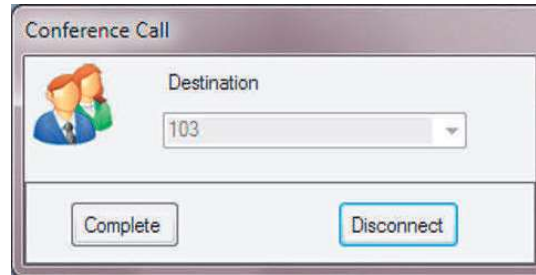 Conference Call
Destination
103
Complete
Disconnect